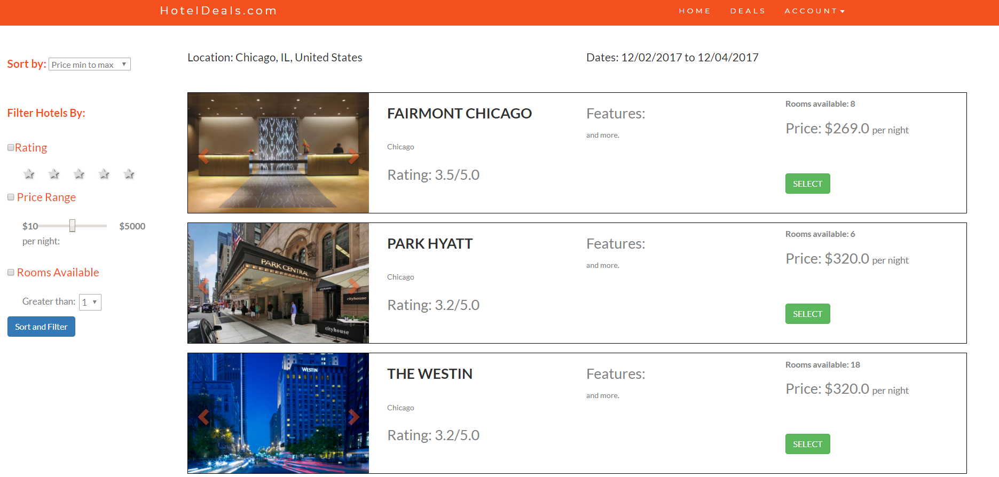 HotelDeals.com
HOME DEALS ACCOUNT
Sort by: Price min to max
Location: Chicago, IL, United States
Dates: 12/02/2017 to 12/04/2017
Filter Hotels By:
Rating
Price Range
$10 $5000
per night:
Rooms Available
Greater than: 1
Sort and Filter
FAIRMONT CHICAGO
Chicago
Rating: 3.5/5.0
Features:
and more.
Rooms available: 8
Price: $269.0 per night
SELECT
PARK CENTRAL
cityhouse
cityhouse
cityhouse
PARK HYATT
Chicago
Rating: 3.2/5.0
Features:
and more.
Rooms available: 6
Price: $320.0 per night
SELECT
WESTIN
THE WESTIN
Chicago
Rating: 3.2/5.0
Features:
and more.
Rooms available: 18
Price: $320.0 per night
SELECT